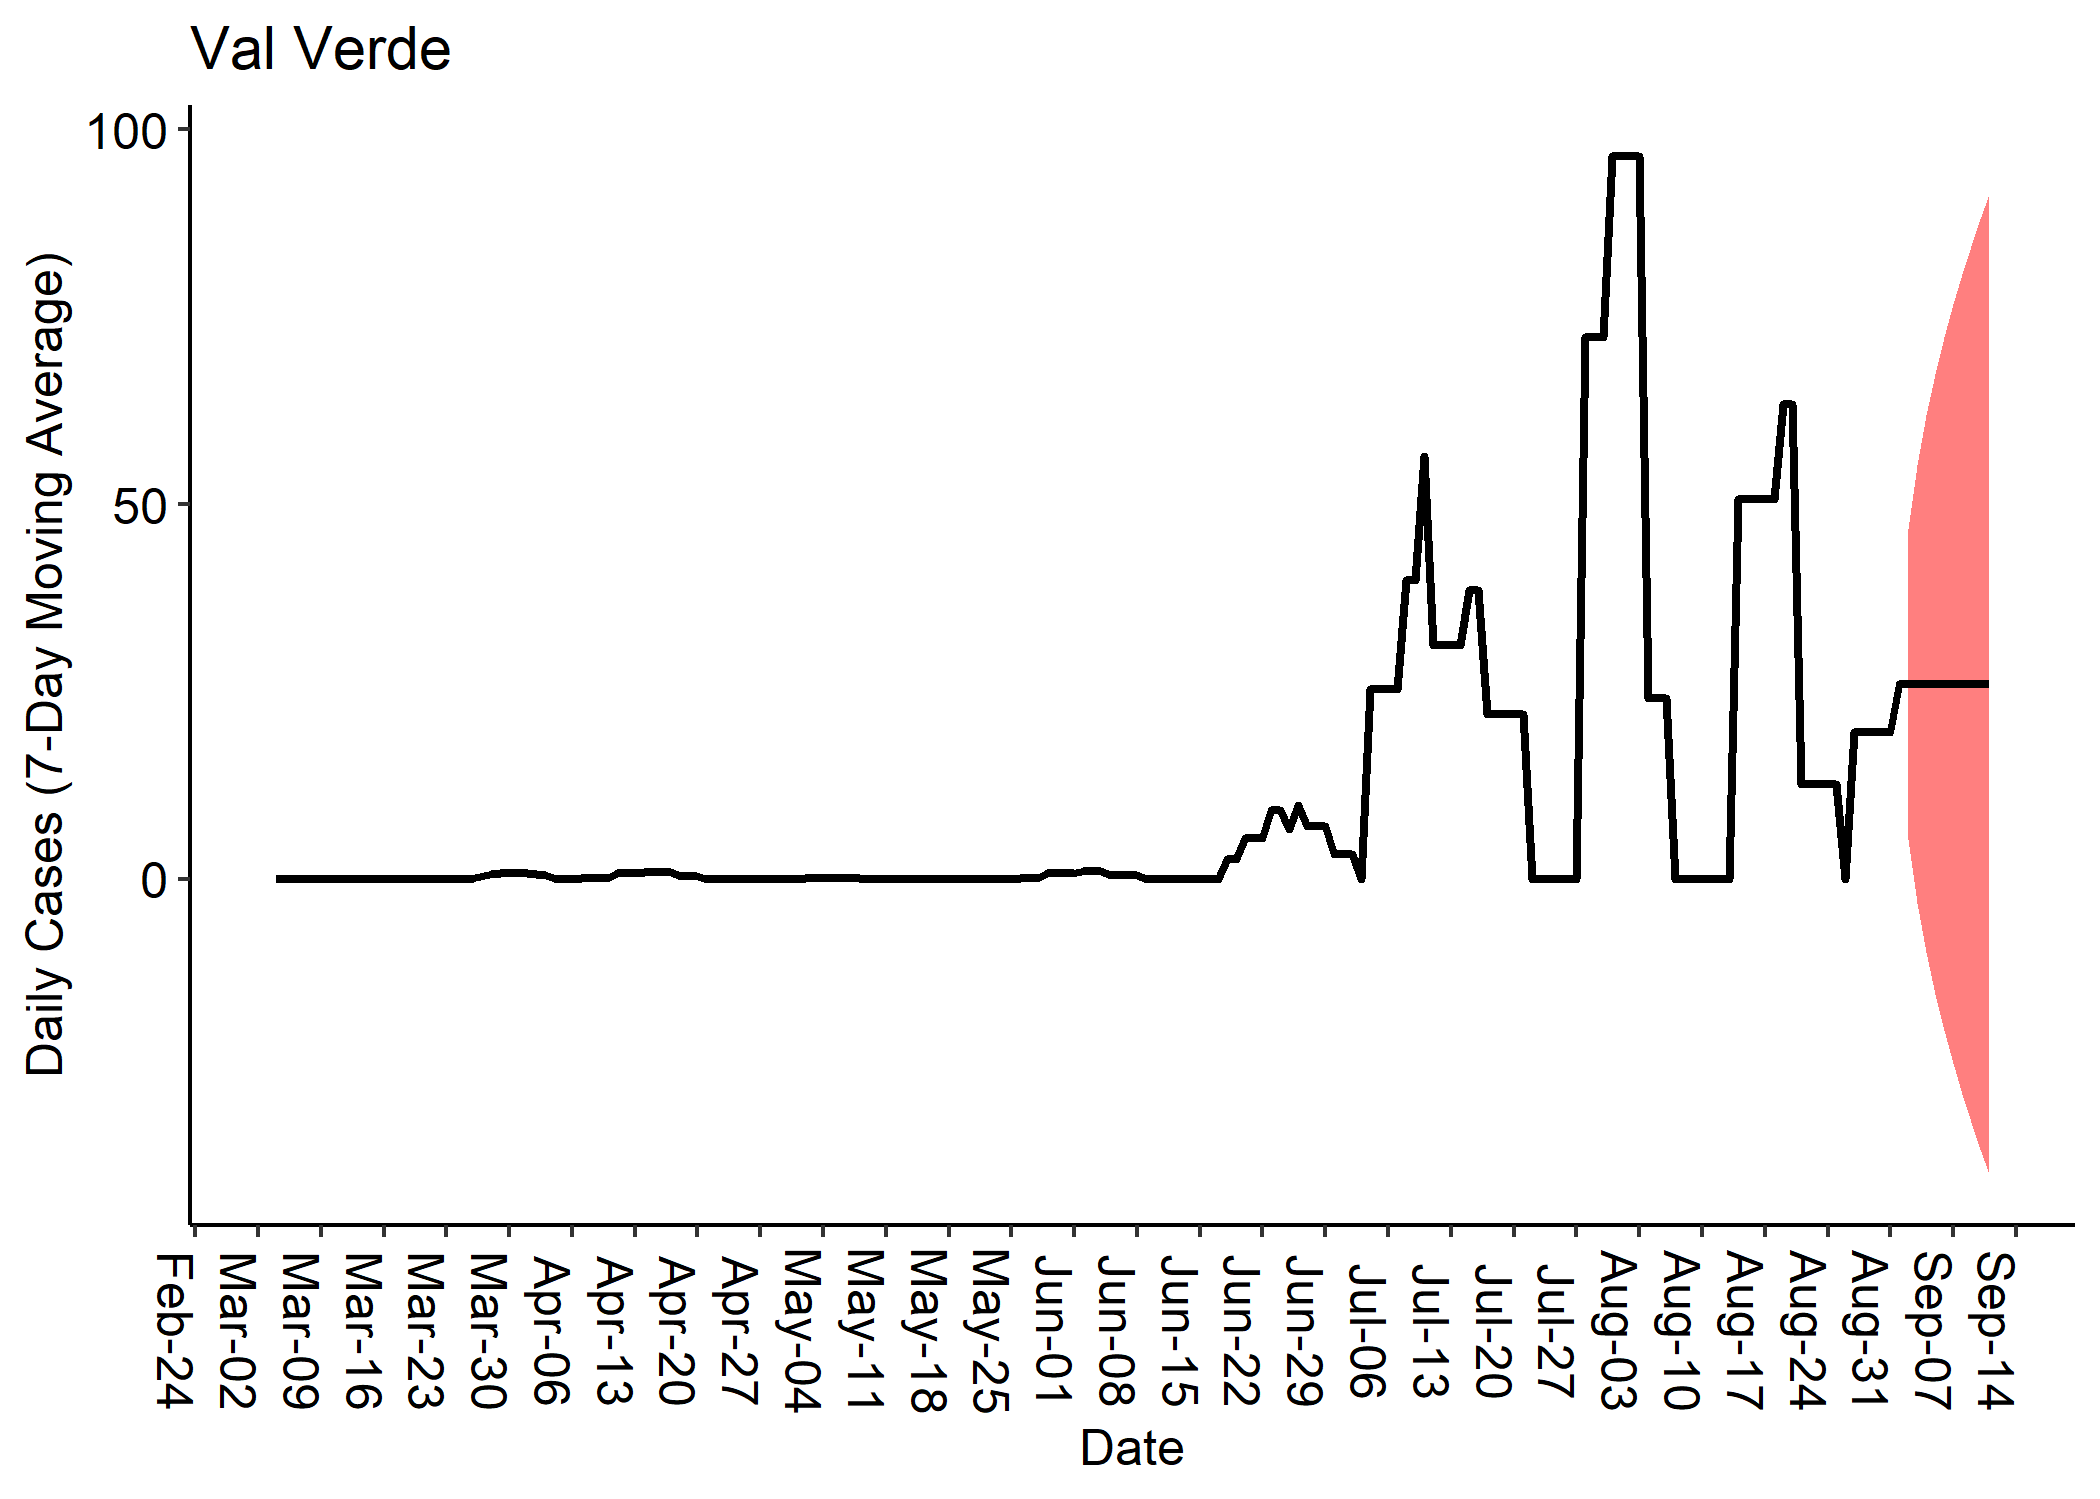 Val Verde
Daily Cases (7-Day Moving Average)
100
50
0
Feb-24
Mar-02
Mar-09
Mar-16
Mar-23
Mar-30
Apr-06
Apr-13
Apr-20
Apr-27
May-04
May-11
May-18
May-25
Jun-01
Jun-08
Jun-15
Jun-22
Jun-29
Jul-06
Jul-13
Jul-20
Jul-27
Aug-03
Aug-10
Aug-17
Aug-24
Aug-31
Sep-07
Sep-14
Date